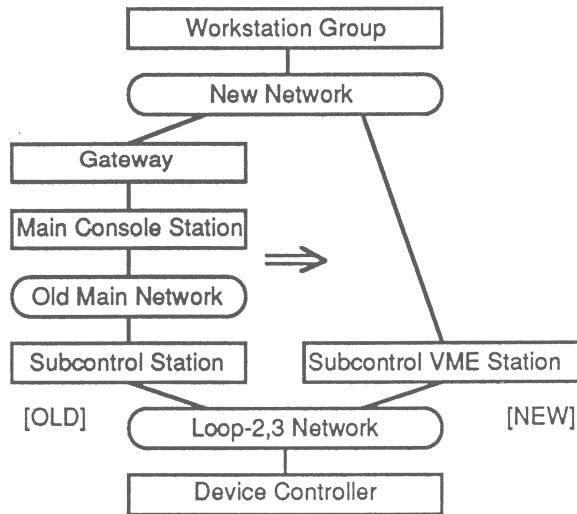 Workstation Group
New Network
Gateway
Main Console Station
Old Main Network
Subcontrol Station
Subcontrol VME Station
[OLD]
[NEW]
Loop-2,3 Network
Device Controller